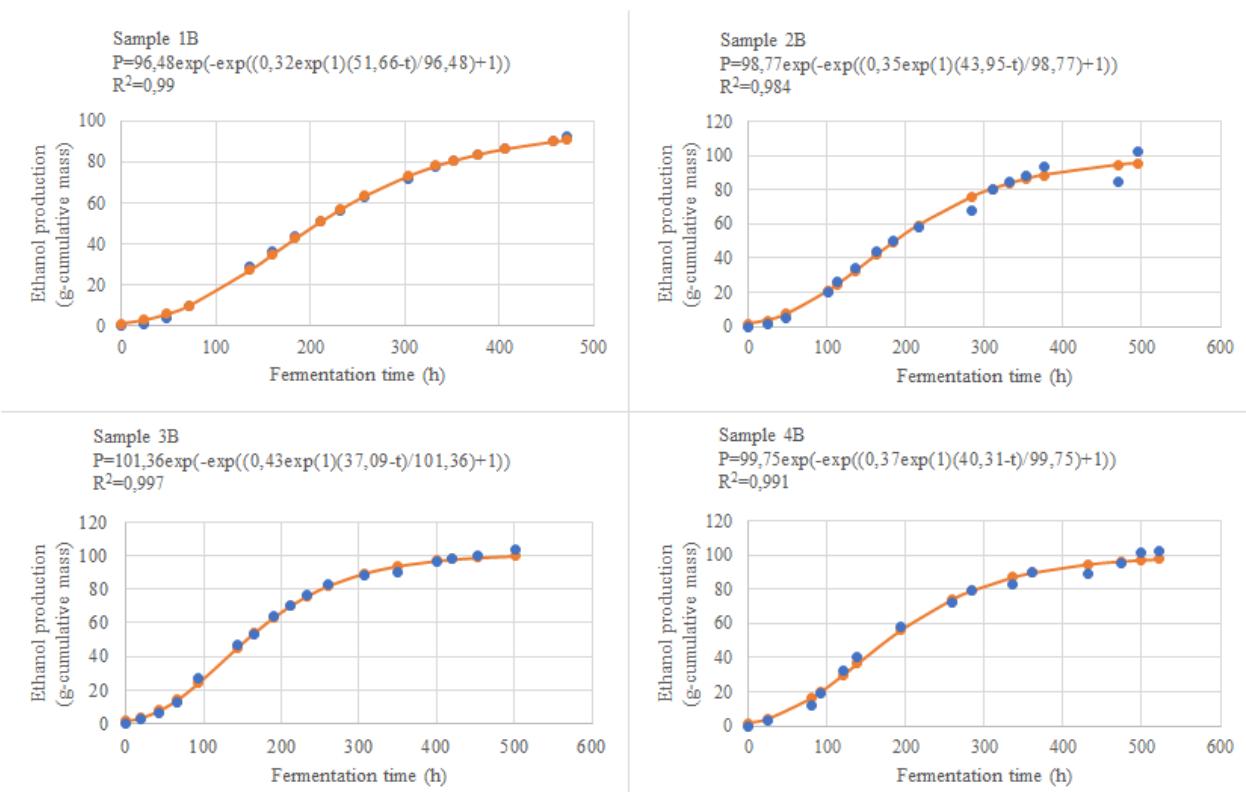 Sample 1B
P=96,48exp(-exp((0,32exp(1)(51,66-t)/96,48)+1))
R²=0,99
Ethanol production
(g-cumulative mass)
100
80
60
40
20
0
0 100 200 300 400 500
Fermentation time (h)
Sample 2B
P=98,77exp(-exp((0,35exp(1)(43,95-t)/98,77)+1))
R²=0,984
Ethanol production
(g-cumulative mass)
120
100
80
60
40
20
0
0 100 200 300 400 500 600
Fermentation time (h)
Sample 3B
P=101,36exp(-exp((0,43exp(1)(37,09-t)/101,36)+1))
R²=0,997
Ethanol production
(g-cumulative mass)
120
100
80
60
40
20
0
0 100 200 300 400 500 600
Fermentation time (h)
Sample 4B
P=99,75exp(-exp((0,37exp(1)(40,31-t)/99,75)+1))
R²=0,991
Ethanol production
(g-cumulative mass)
120
100
80
60
40
20
0
0 100 200 300 400 500 600
Fermentation time (h)